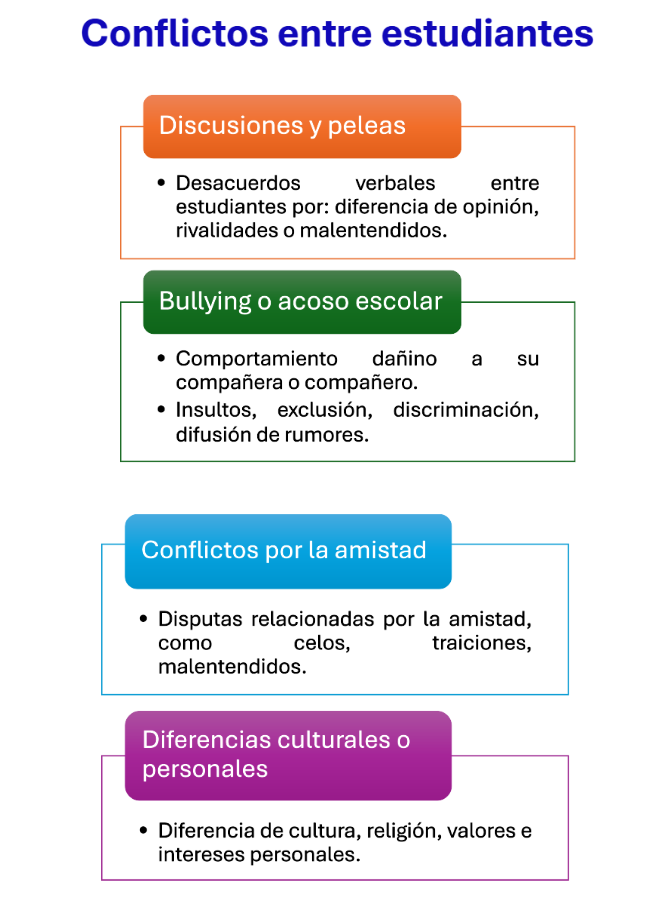 Conflictos entre estudiantes
Discusiones y peleas
• Desacuerdos verbales entre
estudiantes por: diferencia de opinión,
rivalidades o malentendidos.
Bullying o acoso escolar
• Comportamiento dañino a su
compañera o compañero.
• Insultos, exclusión, discriminación,
difusión de rumores.
Conflictos por la amistad
• Disputas relacionadas por la amistad,
como celos, traiciones,
malentendidos.
Diferencias culturales o
personales
• Diferencia de cultura, religión, valores e
intereses personales.